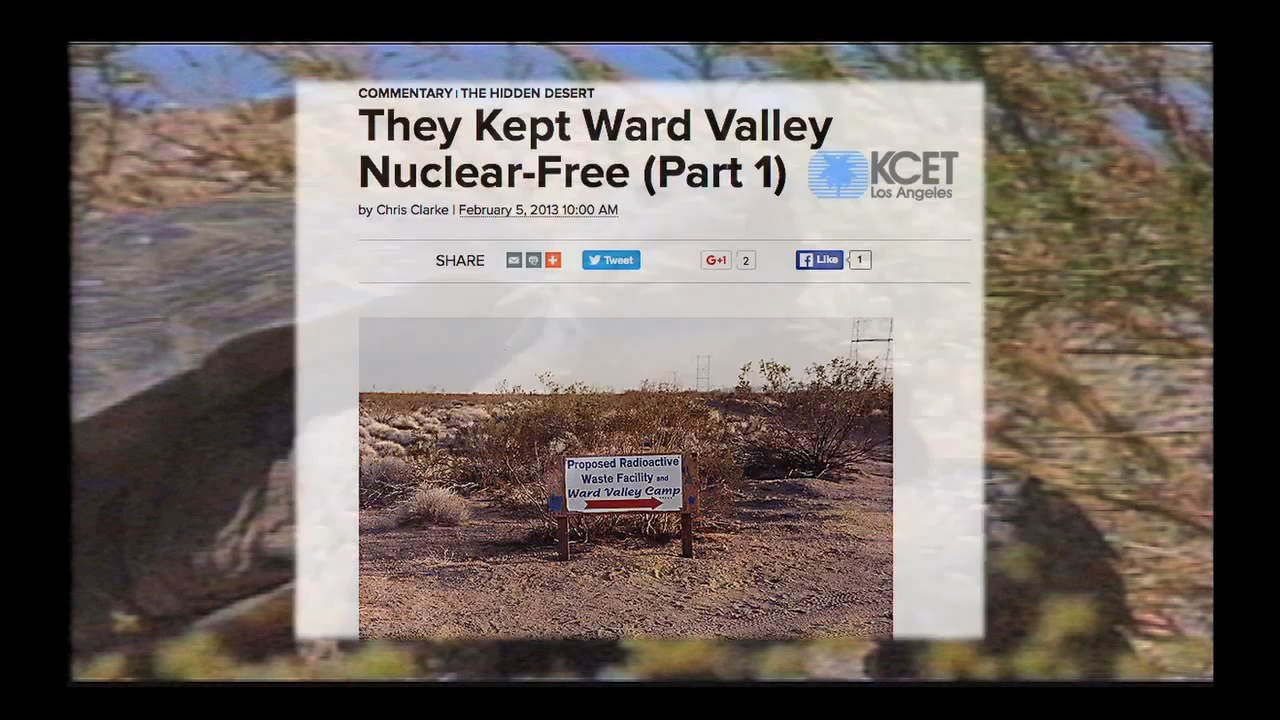 COMMENTARY | THE HIDDEN DESERT
They Kept Ward Valley
Nuclear-Free (Part 1)
KCET
Los Angeles
by Chris Clarke | February 5, 2013 10:00 AM
SHARE
Tweet
G+1
2
Like
1
Proposed Radioactive
Waste Facility and
Ward Valley Camp